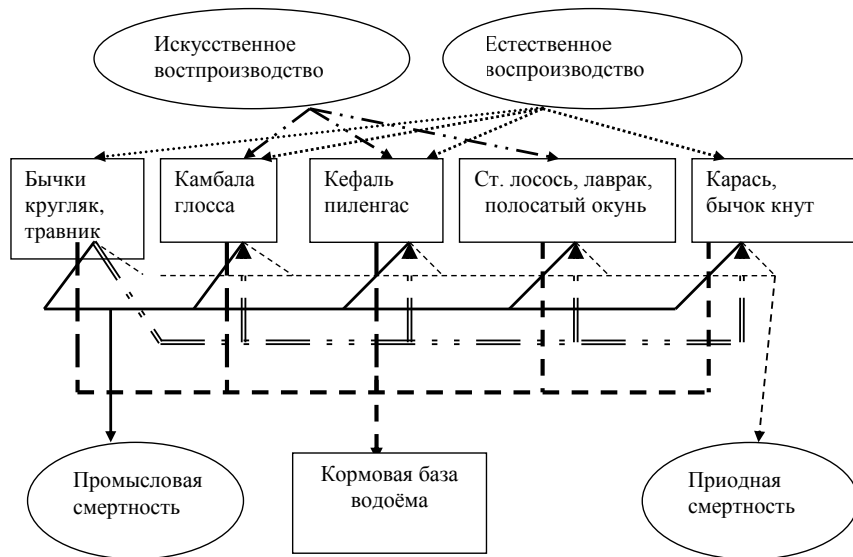 Искусственное
востпроизводство
Естественное
воспроизводство
Бычки
кругляк,
травник
Камбала
глосса
Кефаль
пиленгас
Ст. лосось, лаврак,
полосатый окунь
Карась,
бычок кнут
Промысловая
смертность
Кормовая база
водоёма
Приодная
смертность